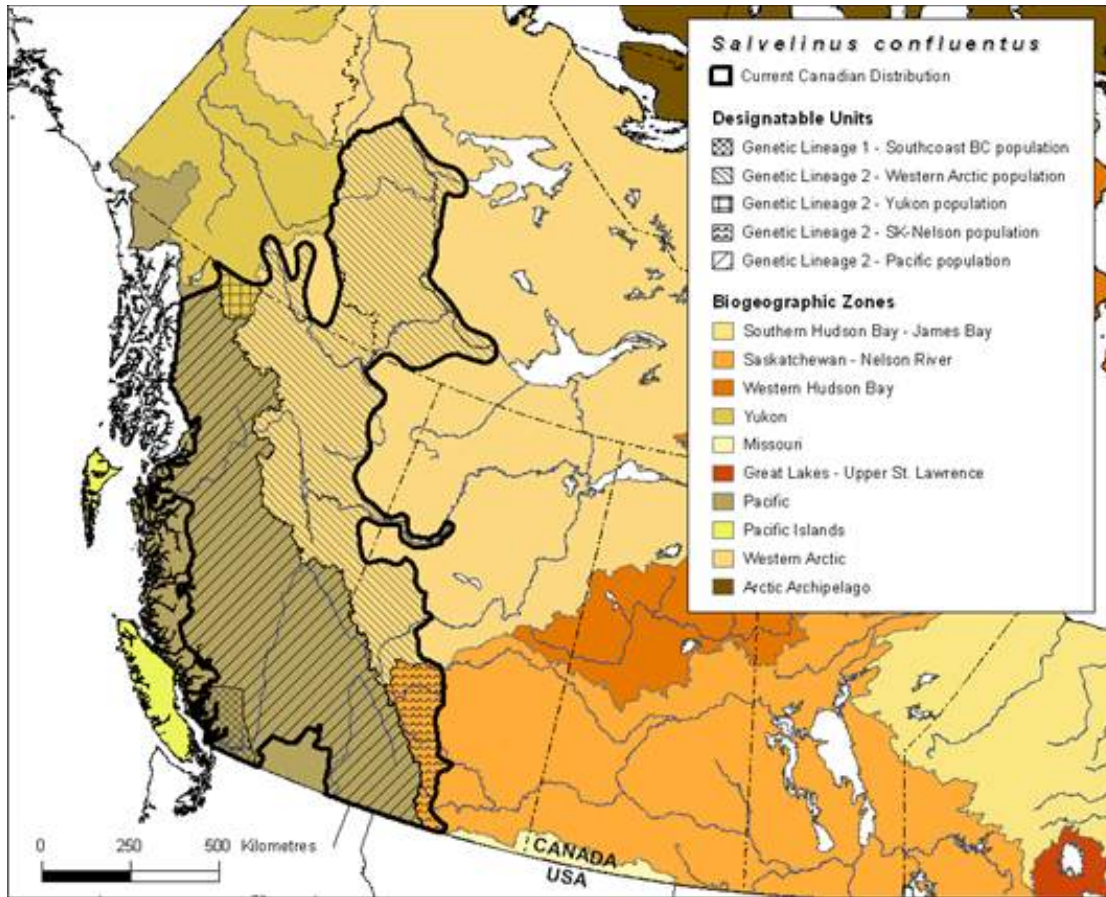 Salvelinus confluentus
Current Canadian Distribution
Designatable Units
Genetic Lineage 1 - Southcoast BC population
Genetic Lineage 2 - Western Arctic population
Genetic Lineage 2 - Yukon population
Genetic Lineage 2 - SK-Nelson population
Genetic Lineage 2 - Pacific population
Biogeographic Zones
Southern Hudson Bay - James Bay
Saskatchewan - Nelson River
Western Hudson Bay
Yukon
Missouri
Great Lakes - Upper St. Lawrence
Pacific
Pacific Islands
Western Arctic
Arctic Archipelago
0 250 500 Kilometres
CANADA
USA